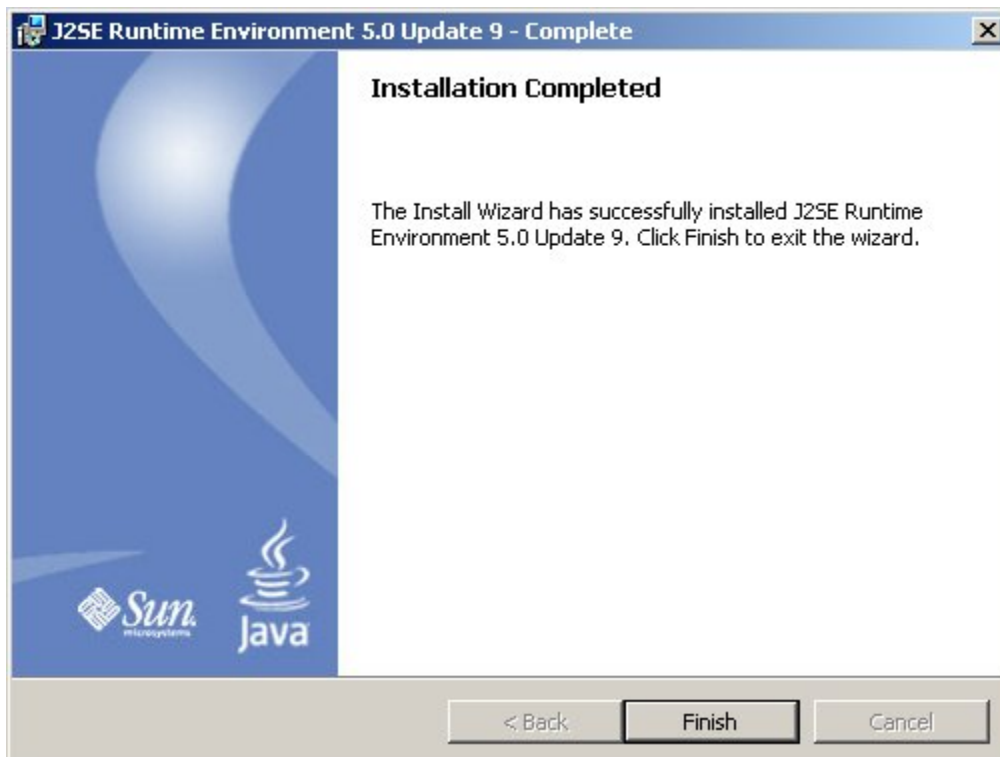 J2SE Runtime Environment 5.0 Update 9 - Complete
Installation Completed
The Install Wizard has successfully installed J2SE Runtime
Environment 5.0 Update 9. Click Finish to exit the wizard.
Sun
microsystems
Java
< Back
Finish
Cancel